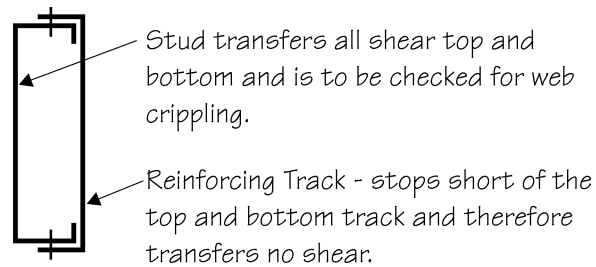 Stud transfers all shear top and
bottom and is to be checked for web
crippling.
Reinforcing Track - stops short of the
top and bottom track and therefore
transfers no shear.